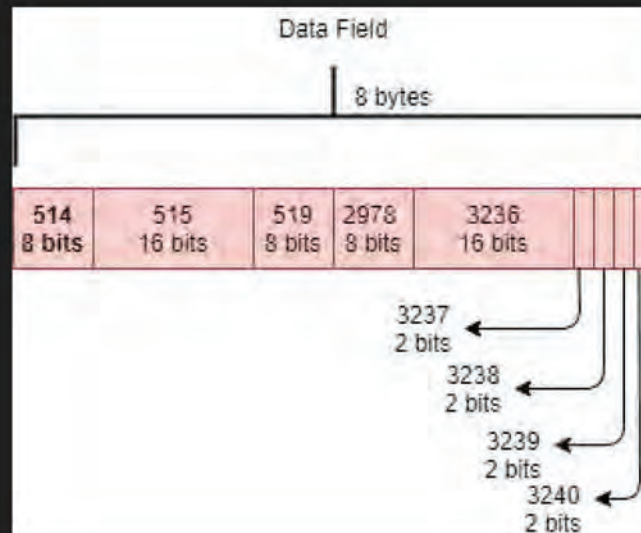 Data Field
8 bytes
514 515 519 2978 3236
8 bits 16 bits 8 bits 8 bits 16 bits
3237
2 bits
3238
2 bits
3239
2 bits
3240
2 bits